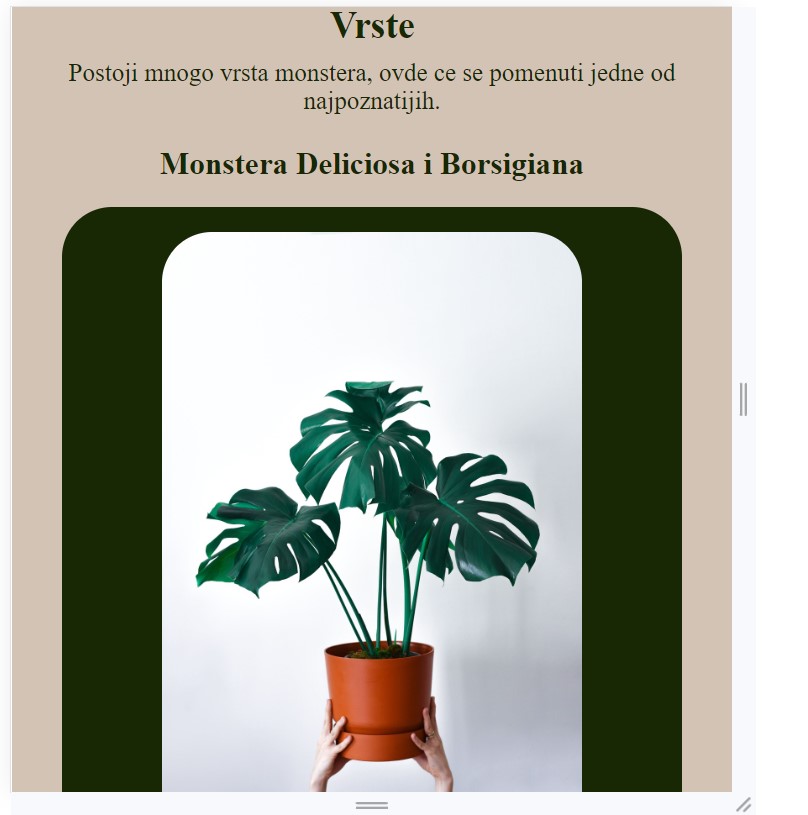 Vrste
Postoji mnogo vrsta monstera, ovde ce se pomenuti jedne od
najpoznatijih.
Monstera Deliciosa i Borsigiana